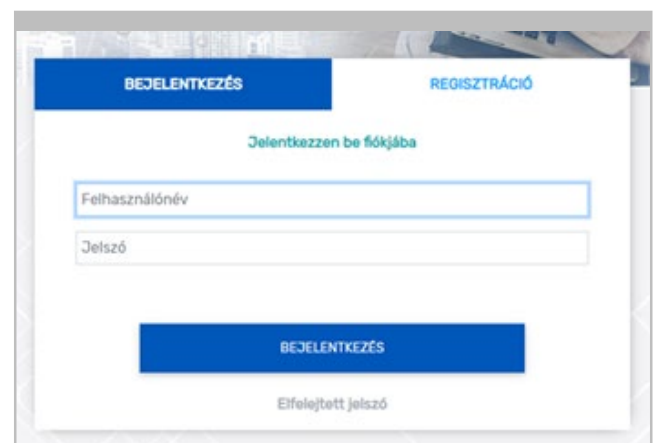 BEJELENTKEZÉS REGISZTRÁCIÓ
Jelentkezzen be fiókjába
Felhasználónév
Jelszó
BEJELENTKEZÉS
Elfelejtett jelszó